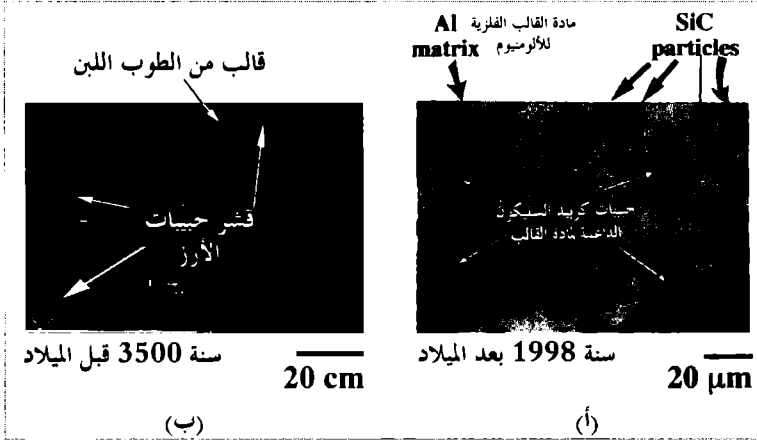 SiC
particles
مادة القالب الفلزية
للألومنيوم
Al
matrix
حبيبات كربيد السيليكون
الداعمة لمادة القالب
سنة 1998 بعد الميلاد
20 μm
(أ)
قالب من الطوب اللبن
قشر حبيبات
الأرز
سنة 3500 قبل الميلاد
20 cm
(ب)